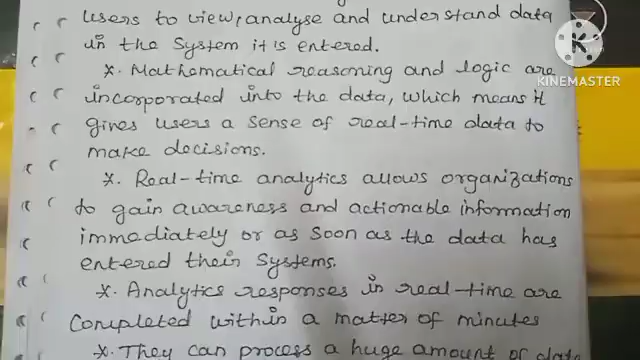 users to view, analyse and understand data
in the system it is entered.
*. Mathematical reasoning and logic are
incorporated into the data, which means it
gives users a sense of real-time data to
make decisions.
*. Real-time analytics allows organizations
to gain awareness and actionable information
immediately or as soon as the data has
entered their systems.
*. Analytics responses in real-time are
completed within a matter of minutes
*. They can process a huge amount of data
KINEMASTER